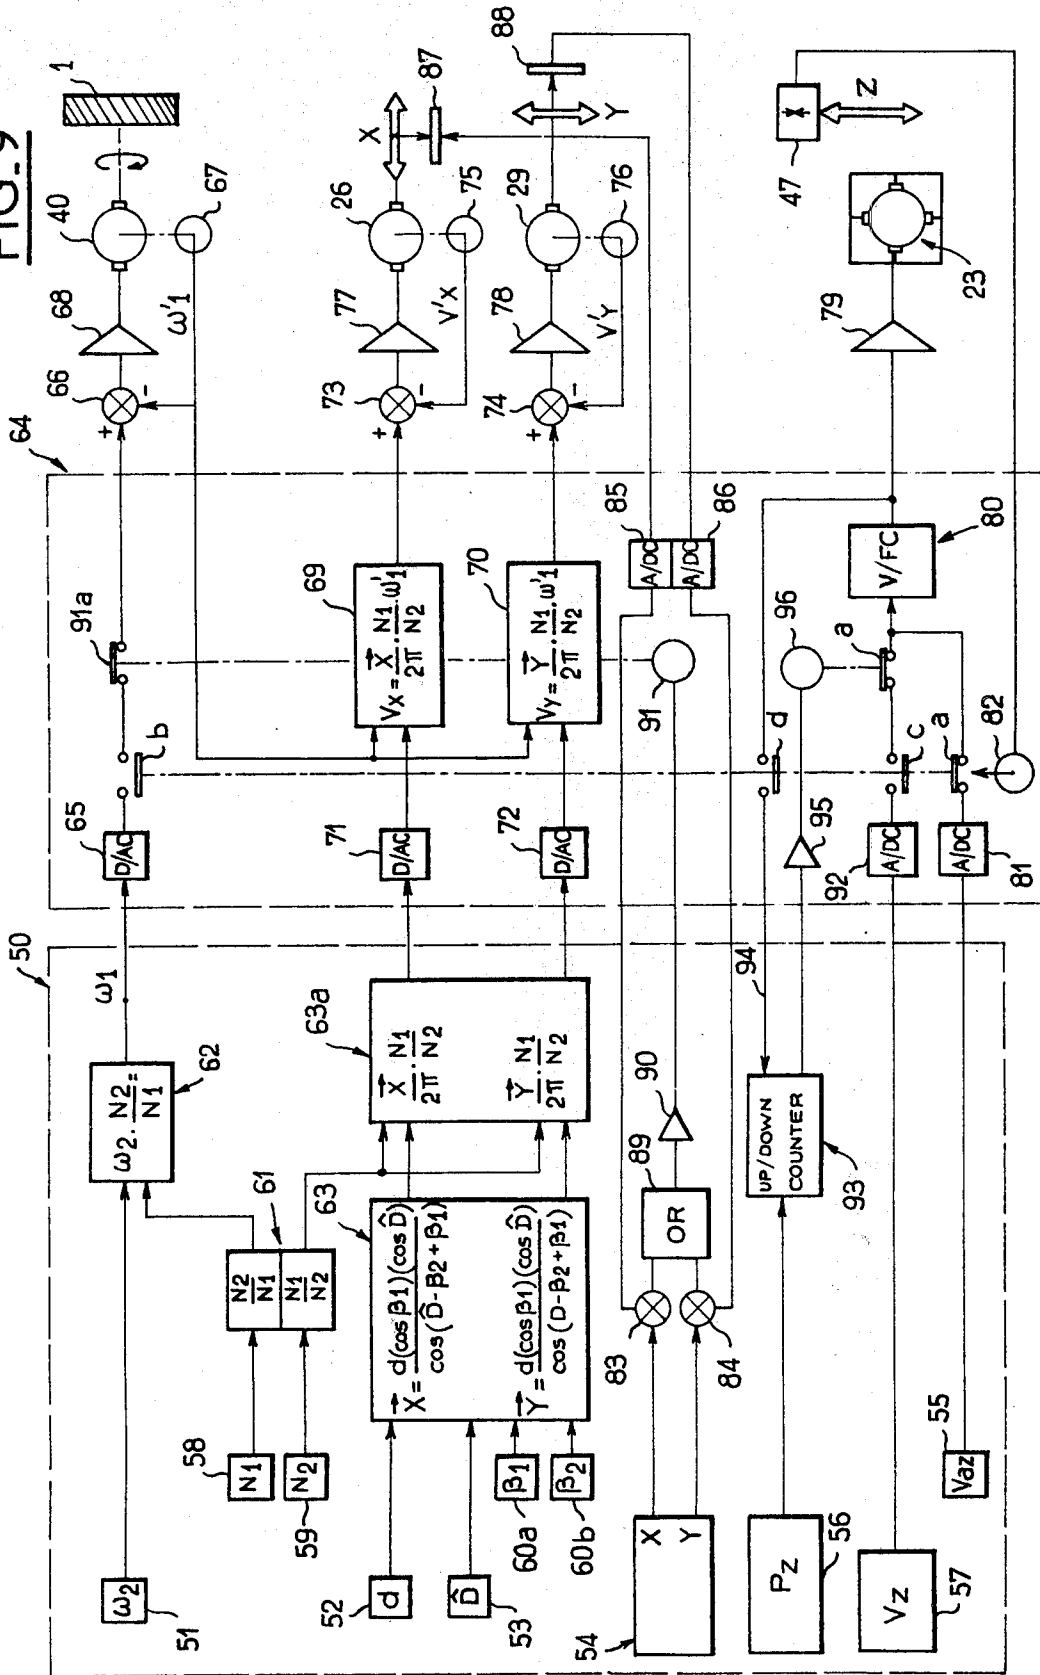 FIG_9
50
64
51
ω2
ω2 . N2/N1 =
62
ω1
65
D/AC
b
91a
66
+
-
68
40
1
67
ω'1
58
N1
59
N2
61
N2/N1
N1/N2
52
d
53
D̂
60a
β1
60b
β2
63
X⃗ = d(cos β1)(cos D̂) / cos(D̂-β2+β1)
Y⃗ = d(cos β1)(cos D̂) / cos(D-β2+β1)
63a
X⃗/2π . N1/N2
Y⃗/2π . N1/N2
71
D/AC
72
D/AC
69
Vx = X⃗/2π . N1/N2 . ω'1
70
Vy = Y⃗/2π . N1/N2 . ω'1
73
+
-
77
26
X
87
75
V'X
74
+
-
78
29
Y
88
76
V'Y
54
X
Y
83
84
89
OR
90
91
85
A/DC
86
A/DC
56
Pz
93
UP/DOWN
COUNTER
94
95
96
d
a
57
Vz
92
A/DC
c
80
V/FC
79
23
47
Z
55
Vaz
81
A/DC
a
82